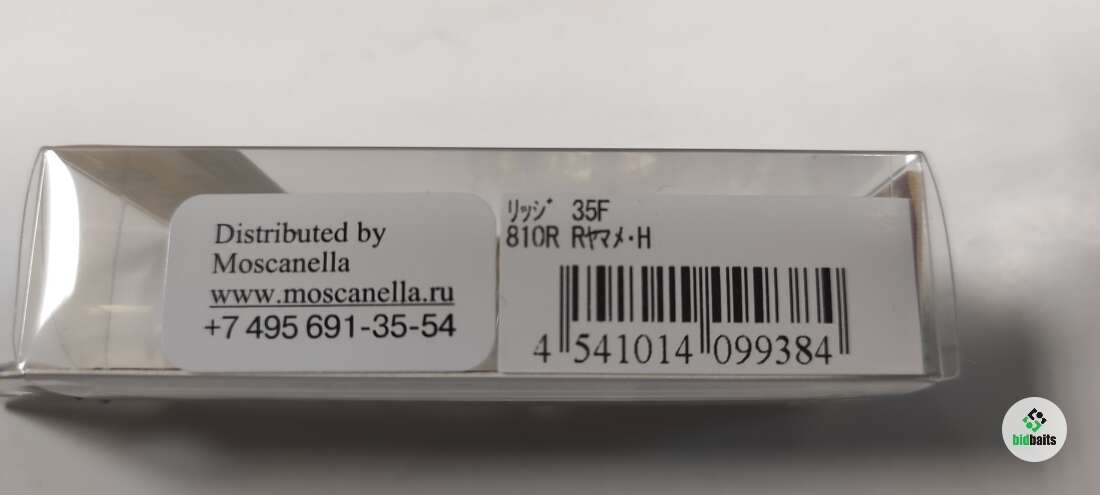 Distributed by
Moscanella
www.moscanella.ru
+7 495 691-35-54
ﾘｯｼﾞ 35F
810R Rﾔﾏﾒ･H
4 541014 099384
bidbaits